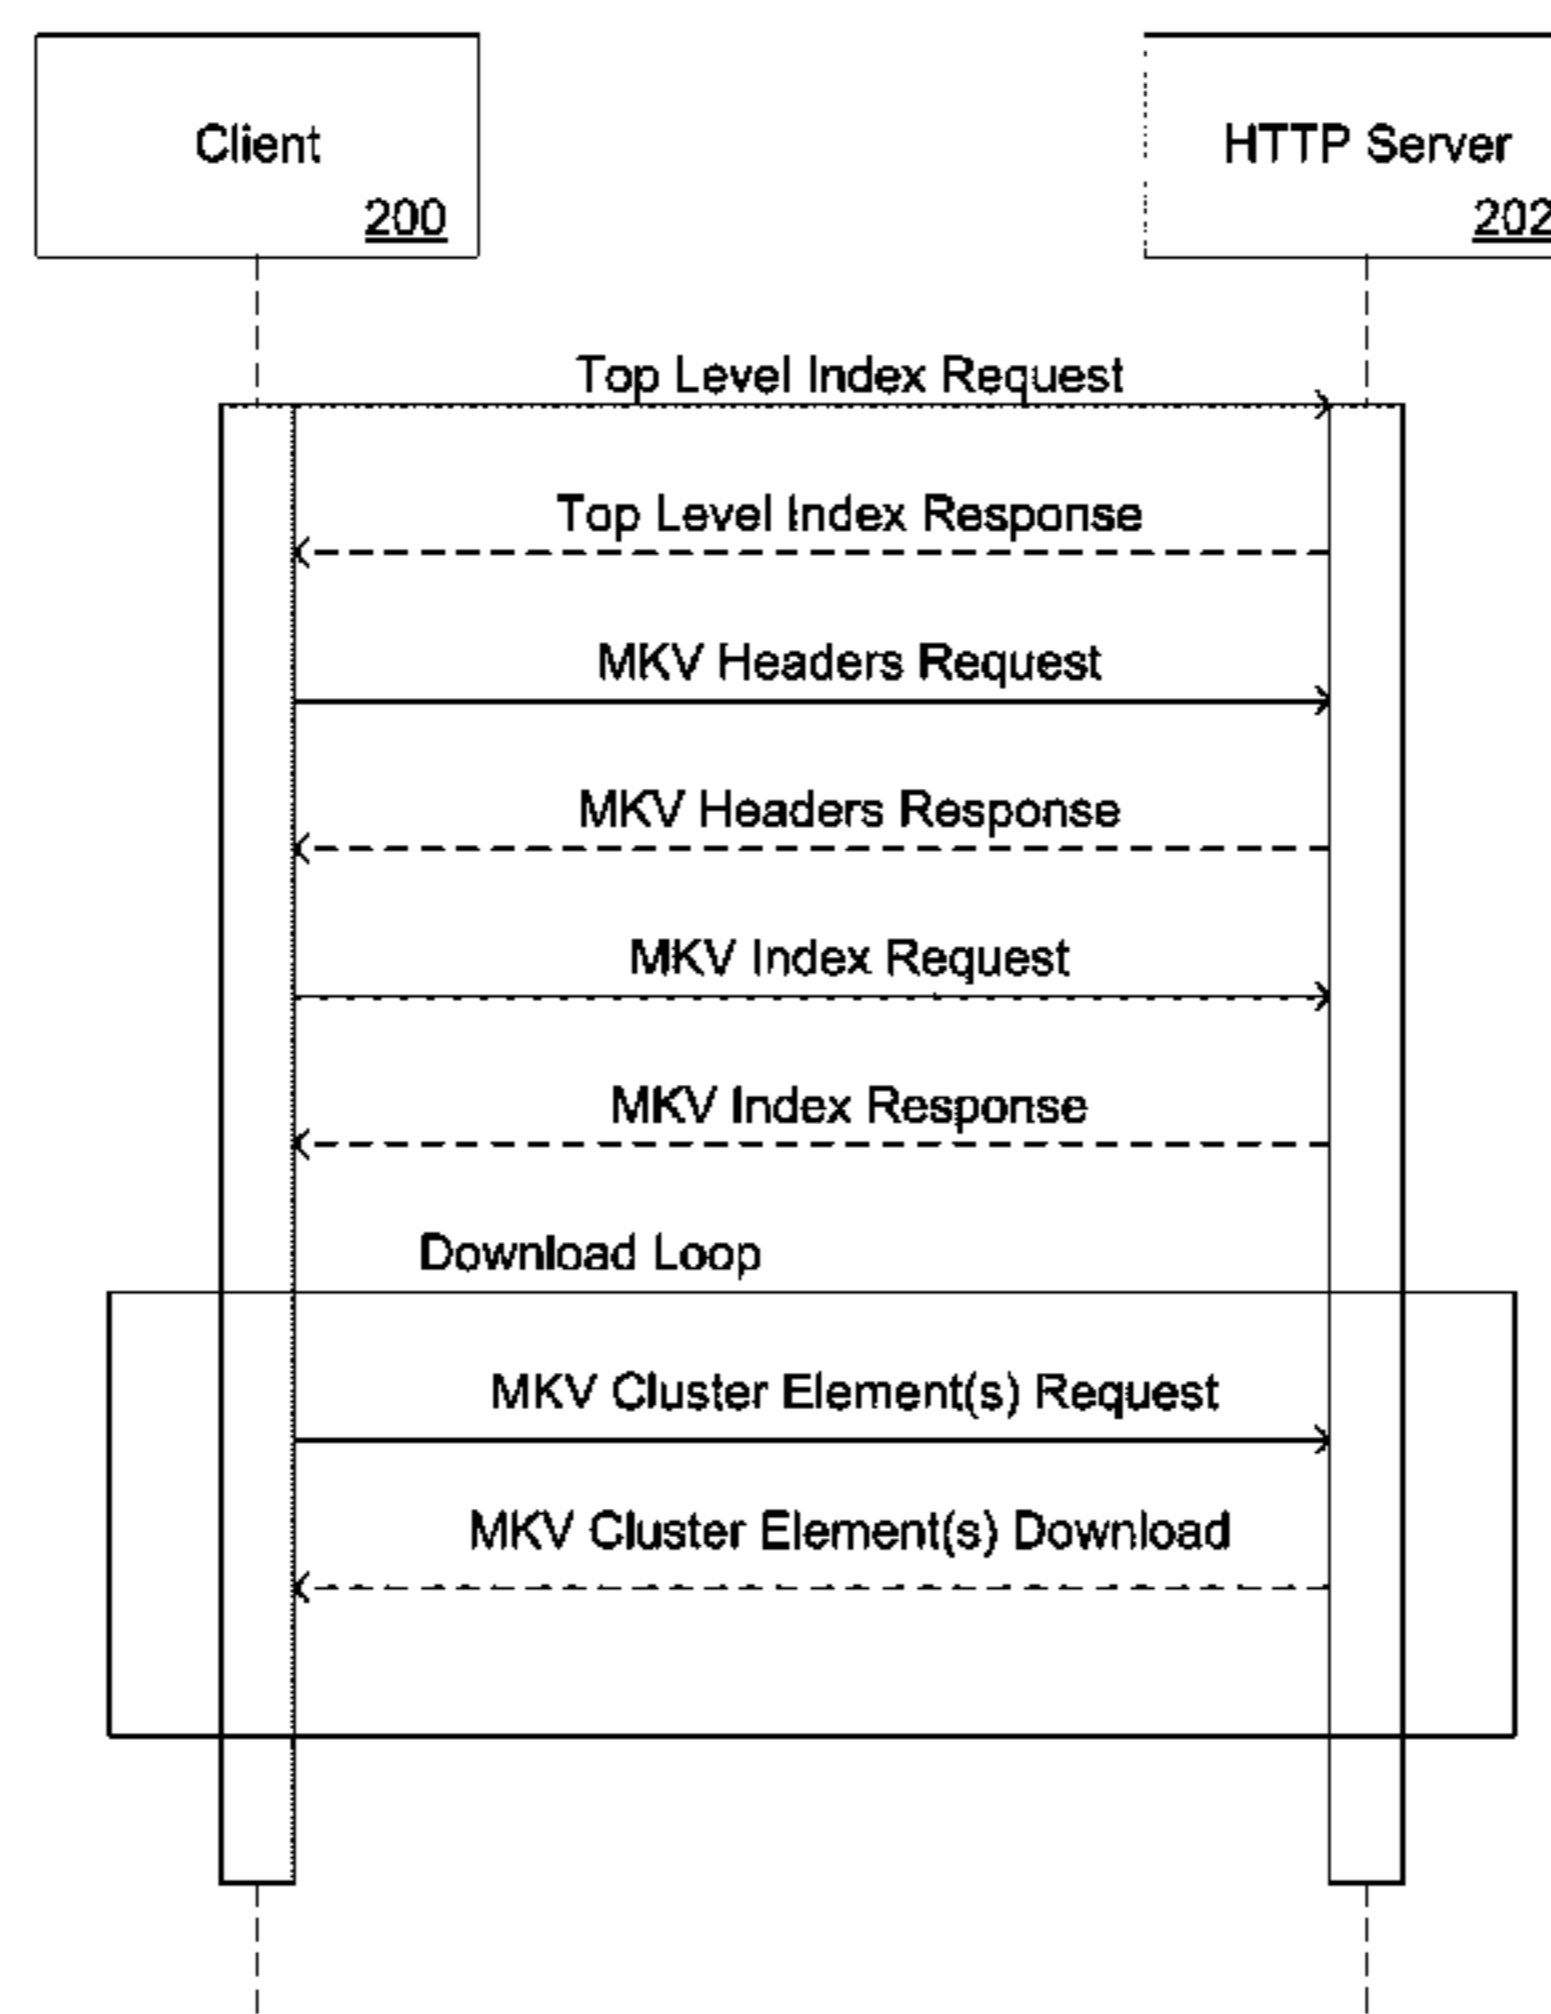 Client
200
HTTP Server
202
Top Level Index Request
Top Level Index Response
MKV Headers Request
MKV Headers Response
MKV Index Request
MKV Index Response
Download Loop
MKV Cluster Element(s) Request
MKV Cluster Element(s) Download